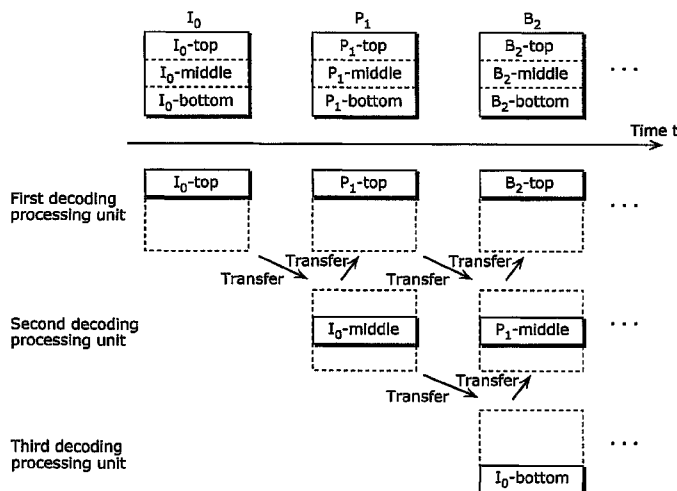 I₀ P₁ B₂
I₀-top P₁-top B₂-top
I₀-middle P₁-middle B₂-middle . . .
I₀-bottom P₁-bottom B₂-bottom
Time t
First decoding
processing unit
I₀-top P₁-top B₂-top
. . .
Transfer Transfer Transfer Transfer
Second decoding
processing unit
I₀-middle P₁-middle
. . .
Transfer Transfer
Third decoding
processing unit
. . .
I₀-bottom